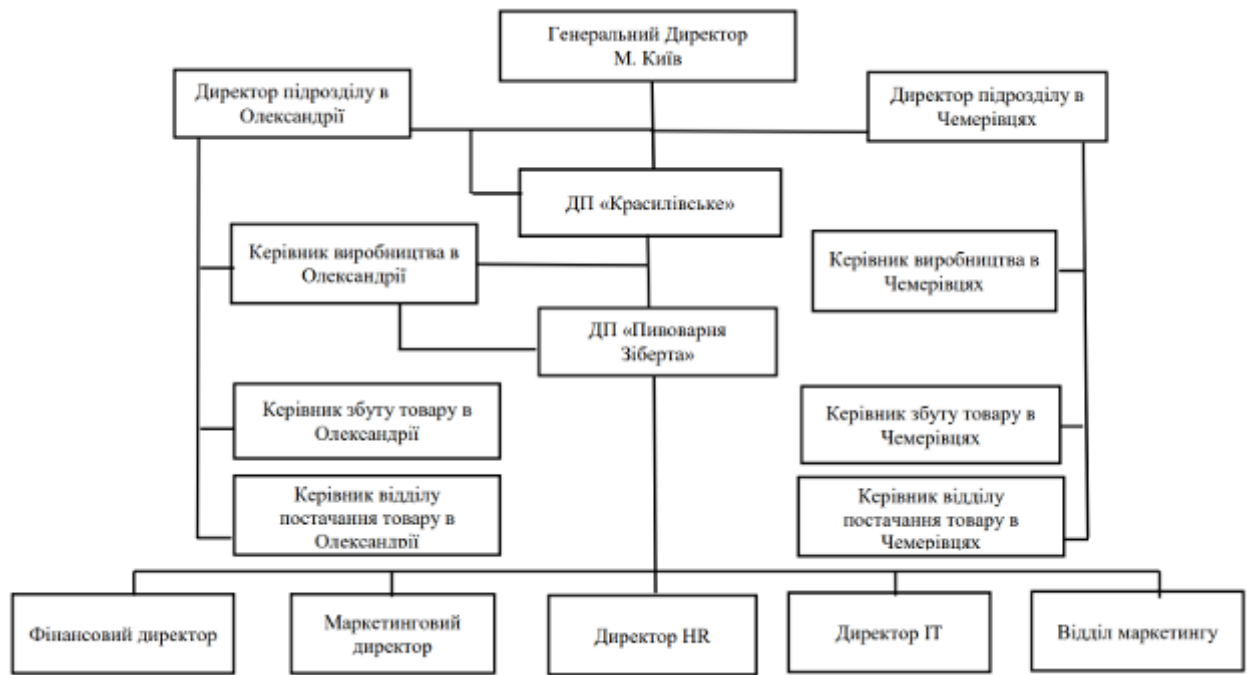 Генеральний Директор
М. Київ
Директор підрозділу в
Олександрії
Директор підрозділу в
Чемерівцях
ДП «Красилівське»
Керівник виробництва в
Олександрії
Керівник виробництва в
Чемерівцях
ДП «Пивоварня
Зіберта»
Керівник збуту товару в
Олександрії
Керівник збуту товару в
Чемерівцях
Керівник відділу
постачання товару в
Олександрії
Керівник відділу
постачання товару в
Чемерівцях
Фінансовий директор
Маркетинговий
директор
Директор HR
Директор ІТ
Відділ маркетингу